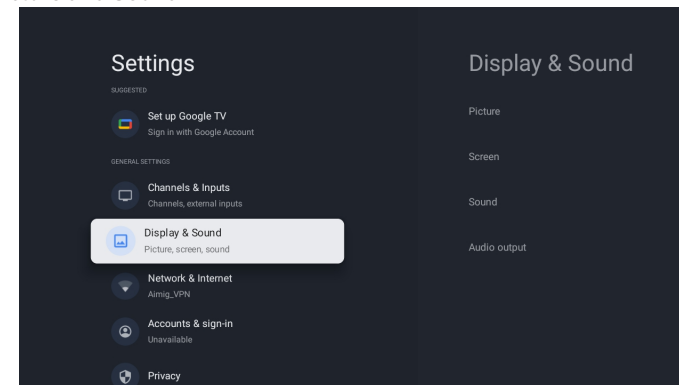 Settings
SUGGESTED
Set up Google TV
Sign in with Google Account
GENERAL SETTINGS
Channels & Inputs
Channels, external inputs
Display & Sound
Picture, screen, sound
Network & Internet
Aimig_VPN
Accounts & sign-in
Unavailable
Privacy
Display & Sound
Picture
Screen
Sound
Audio output